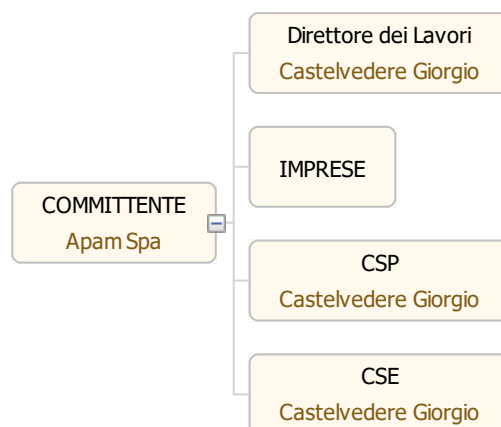 Direttore dei Lavori
Castelvedere Giorgio
IMPRESE
COMMITTENTE
Apam Spa
CSP
Castelvedere Giorgio
CSE
Castelvedere Giorgio